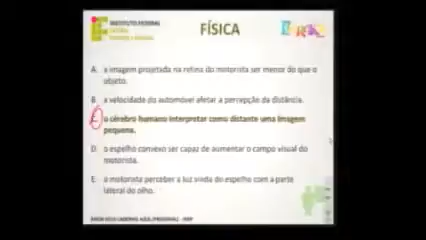 INSTITUTO FEDERAL
FÍSICA
A. a imagem projetada na retina do motorista ser menor do que o
objeto.
B. a velocidade do automóvel afetar a percepção da distância.
C. o cérebro humano interpretar como distante uma imagem
pequena.
D. o espelho convexo ser capaz de aumentar o campo visual do
motorista.
E. o motorista perceber a luz vinda do espelho com a parte
lateral do olho.